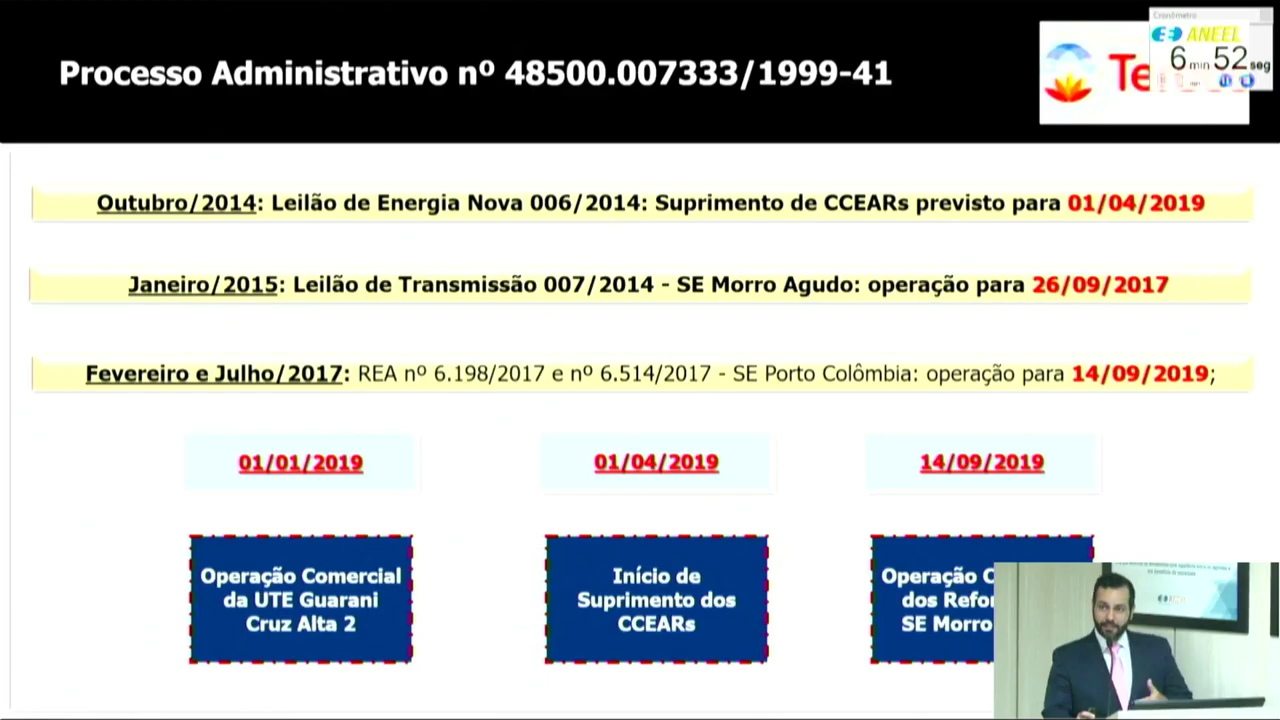 Cronômetro
ANEEL
6 min 52 seg
Processo Administrativo nº 48500.007333/1999-41
Outubro/2014: Leilão de Energia Nova 006/2014: Suprimento de CCEARs previsto para 01/04/2019
Janeiro/2015: Leilão de Transmissão 007/2014 - SE Morro Agudo: operação para 26/09/2017
Fevereiro e Julho/2017: REA nº 6.198/2017 e nº 6.514/2017 - SE Porto Colômbia: operação para 14/09/2019;
01/01/2019
01/04/2019
14/09/2019
Operação Comercial
da UTE Guarani
Cruz Alta 2
Início de
Suprimento dos
CCEARs
Operação
SE Morro